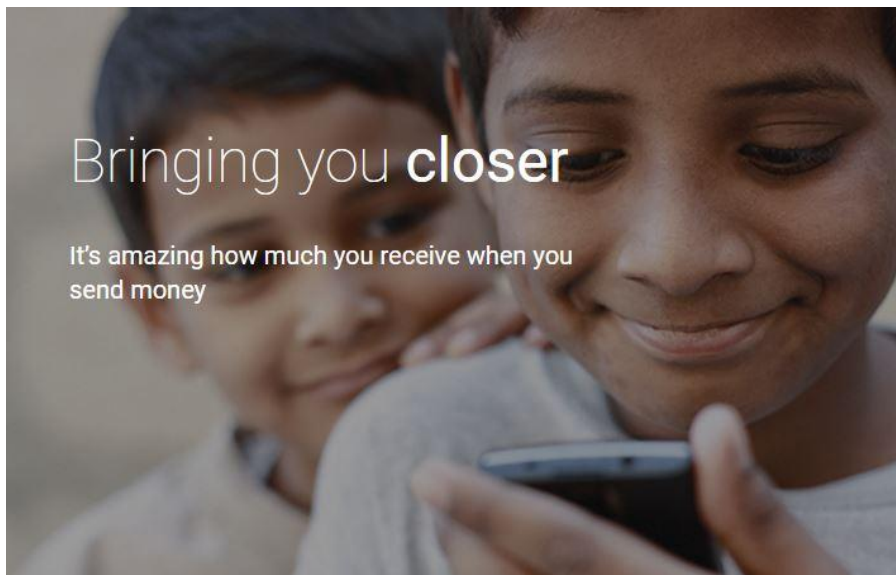 Bringing you closer
It's amazing how much you receive when you
send money